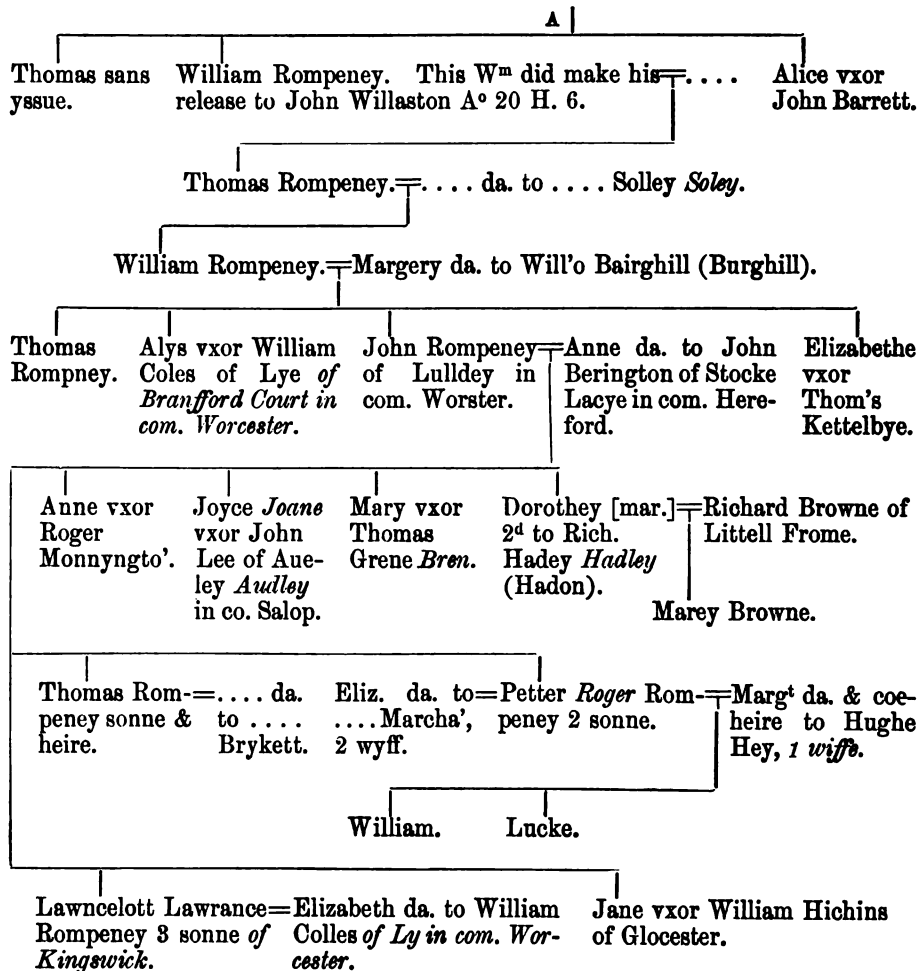 A
Thomas sans
yssue.
William Rompeney. This Wm did make his=. . . .
release to John Willaston Ao 20 H. 6.
Alice vxor
John Barrett.
Thomas Rompeney.=. . . . da. to . . . . Solley Soley.
William Rompeney.=Margery da. to Will'o Bairghill (Burghill).
Thomas
Rompney.
Alys vxor William
Coles of Lye of
Branfford Court in
com. Worcester.
John Rompeney=Anne da. to John
of Lulldey in
com. Worster.
Berington of Stocke
Lacye in com. Here-
ford.
Elizabethe
vxor
Thom's
Kettelbye.
Anne vxor
Roger
Monnyngto'.
Joyce Joane
vxor John
Lee of Aue-
ley Audley
in co. Salop.
Mary vxor
Thomas
Grene Bren.
Dorothey [mar.]=Richard Browne of
2d to Rich.
Hadey Hadley
(Hadon).
Littell Frome.
Marey Browne.
Thomas Rom-=. . . . da.
peney sonne &
heire.
to . . . .
Brykett.
Eliz. da. to=Petter Roger Rom-=Margt da. & coe-
. . . . Marcha',
2 wyff.
peney 2 sonne.
heire to Hughe
Hey, 1 wiffe.
William.
Lucke.
Lawncelott Lawrance=Elizabeth da. to William
Rompeney 3 sonne of
Kingswick.
Colles of Ly in com. Wor-
cester.
Jane vxor William Hichins
of Glocester.